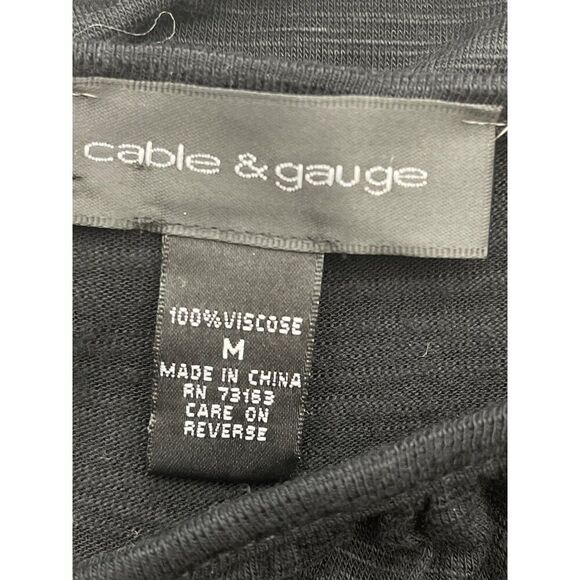 cable & gauge
100% VISCOSE
M
MADE IN CHINA
RN 73163
CARE ON
REVERSE